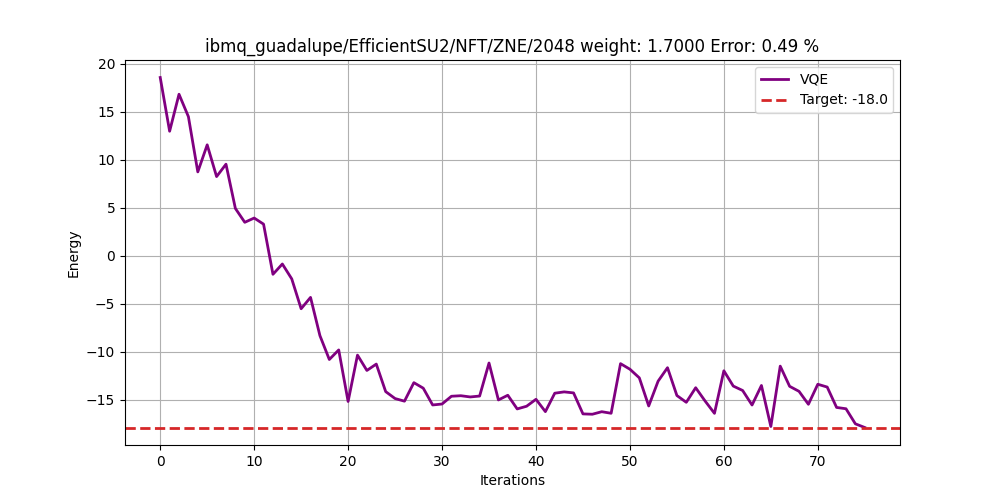 ibmq_guadalupe/EfficientSU2/NFT/ZNE/2048 weight: 1.7000 Error: 0.49 %
VQE
Target: -18.0
20
15
10
5
0
−5
−10
−15
Energy
0 10 20 30 40 50 60 70
Iterations